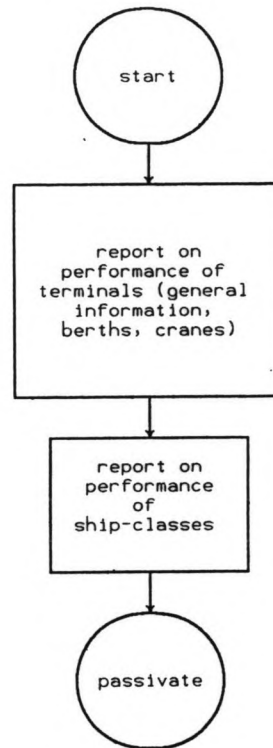 start
report on
performance of
terminals (general
information,
berths, cranes)
report on
performance
of
ship-classes
passivate